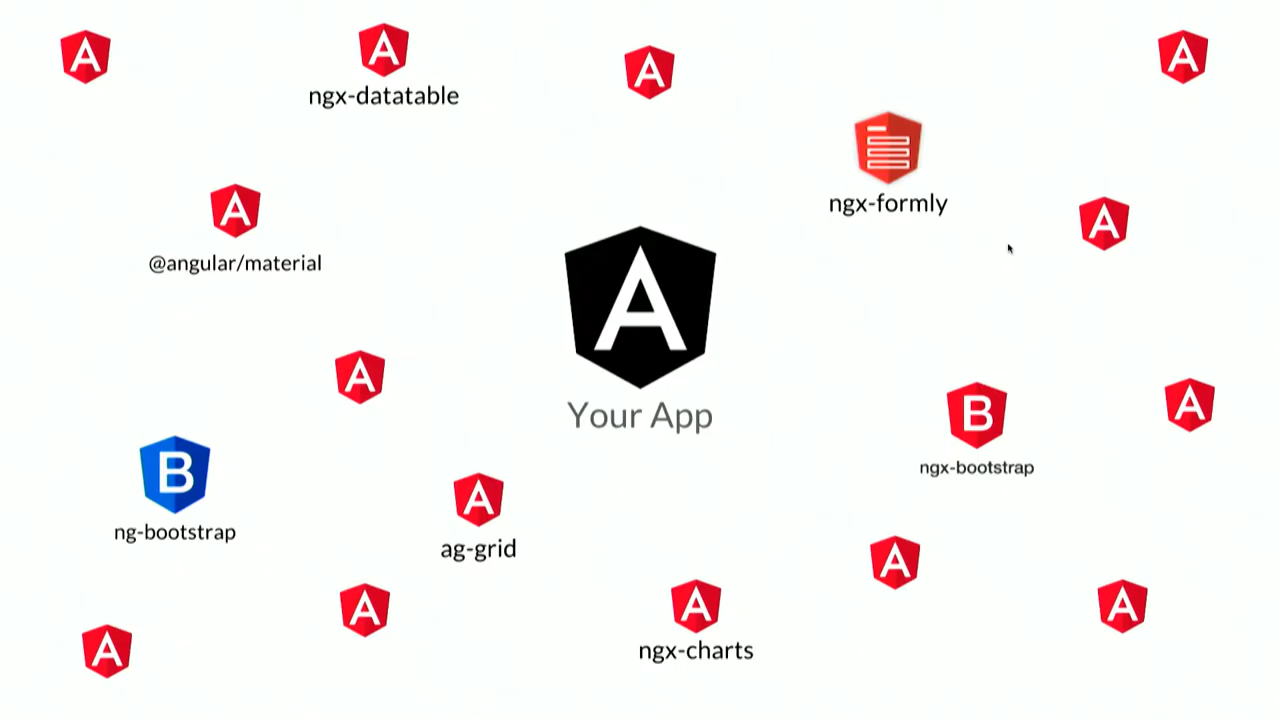 A
A
ngx-datatable
A
A
ngx-formly
A
@angular/material
A
A
Your App
A
B
ngx-bootstrap
A
B
ng-bootstrap
A
ag-grid
A
A
ngx-charts
A
A
A